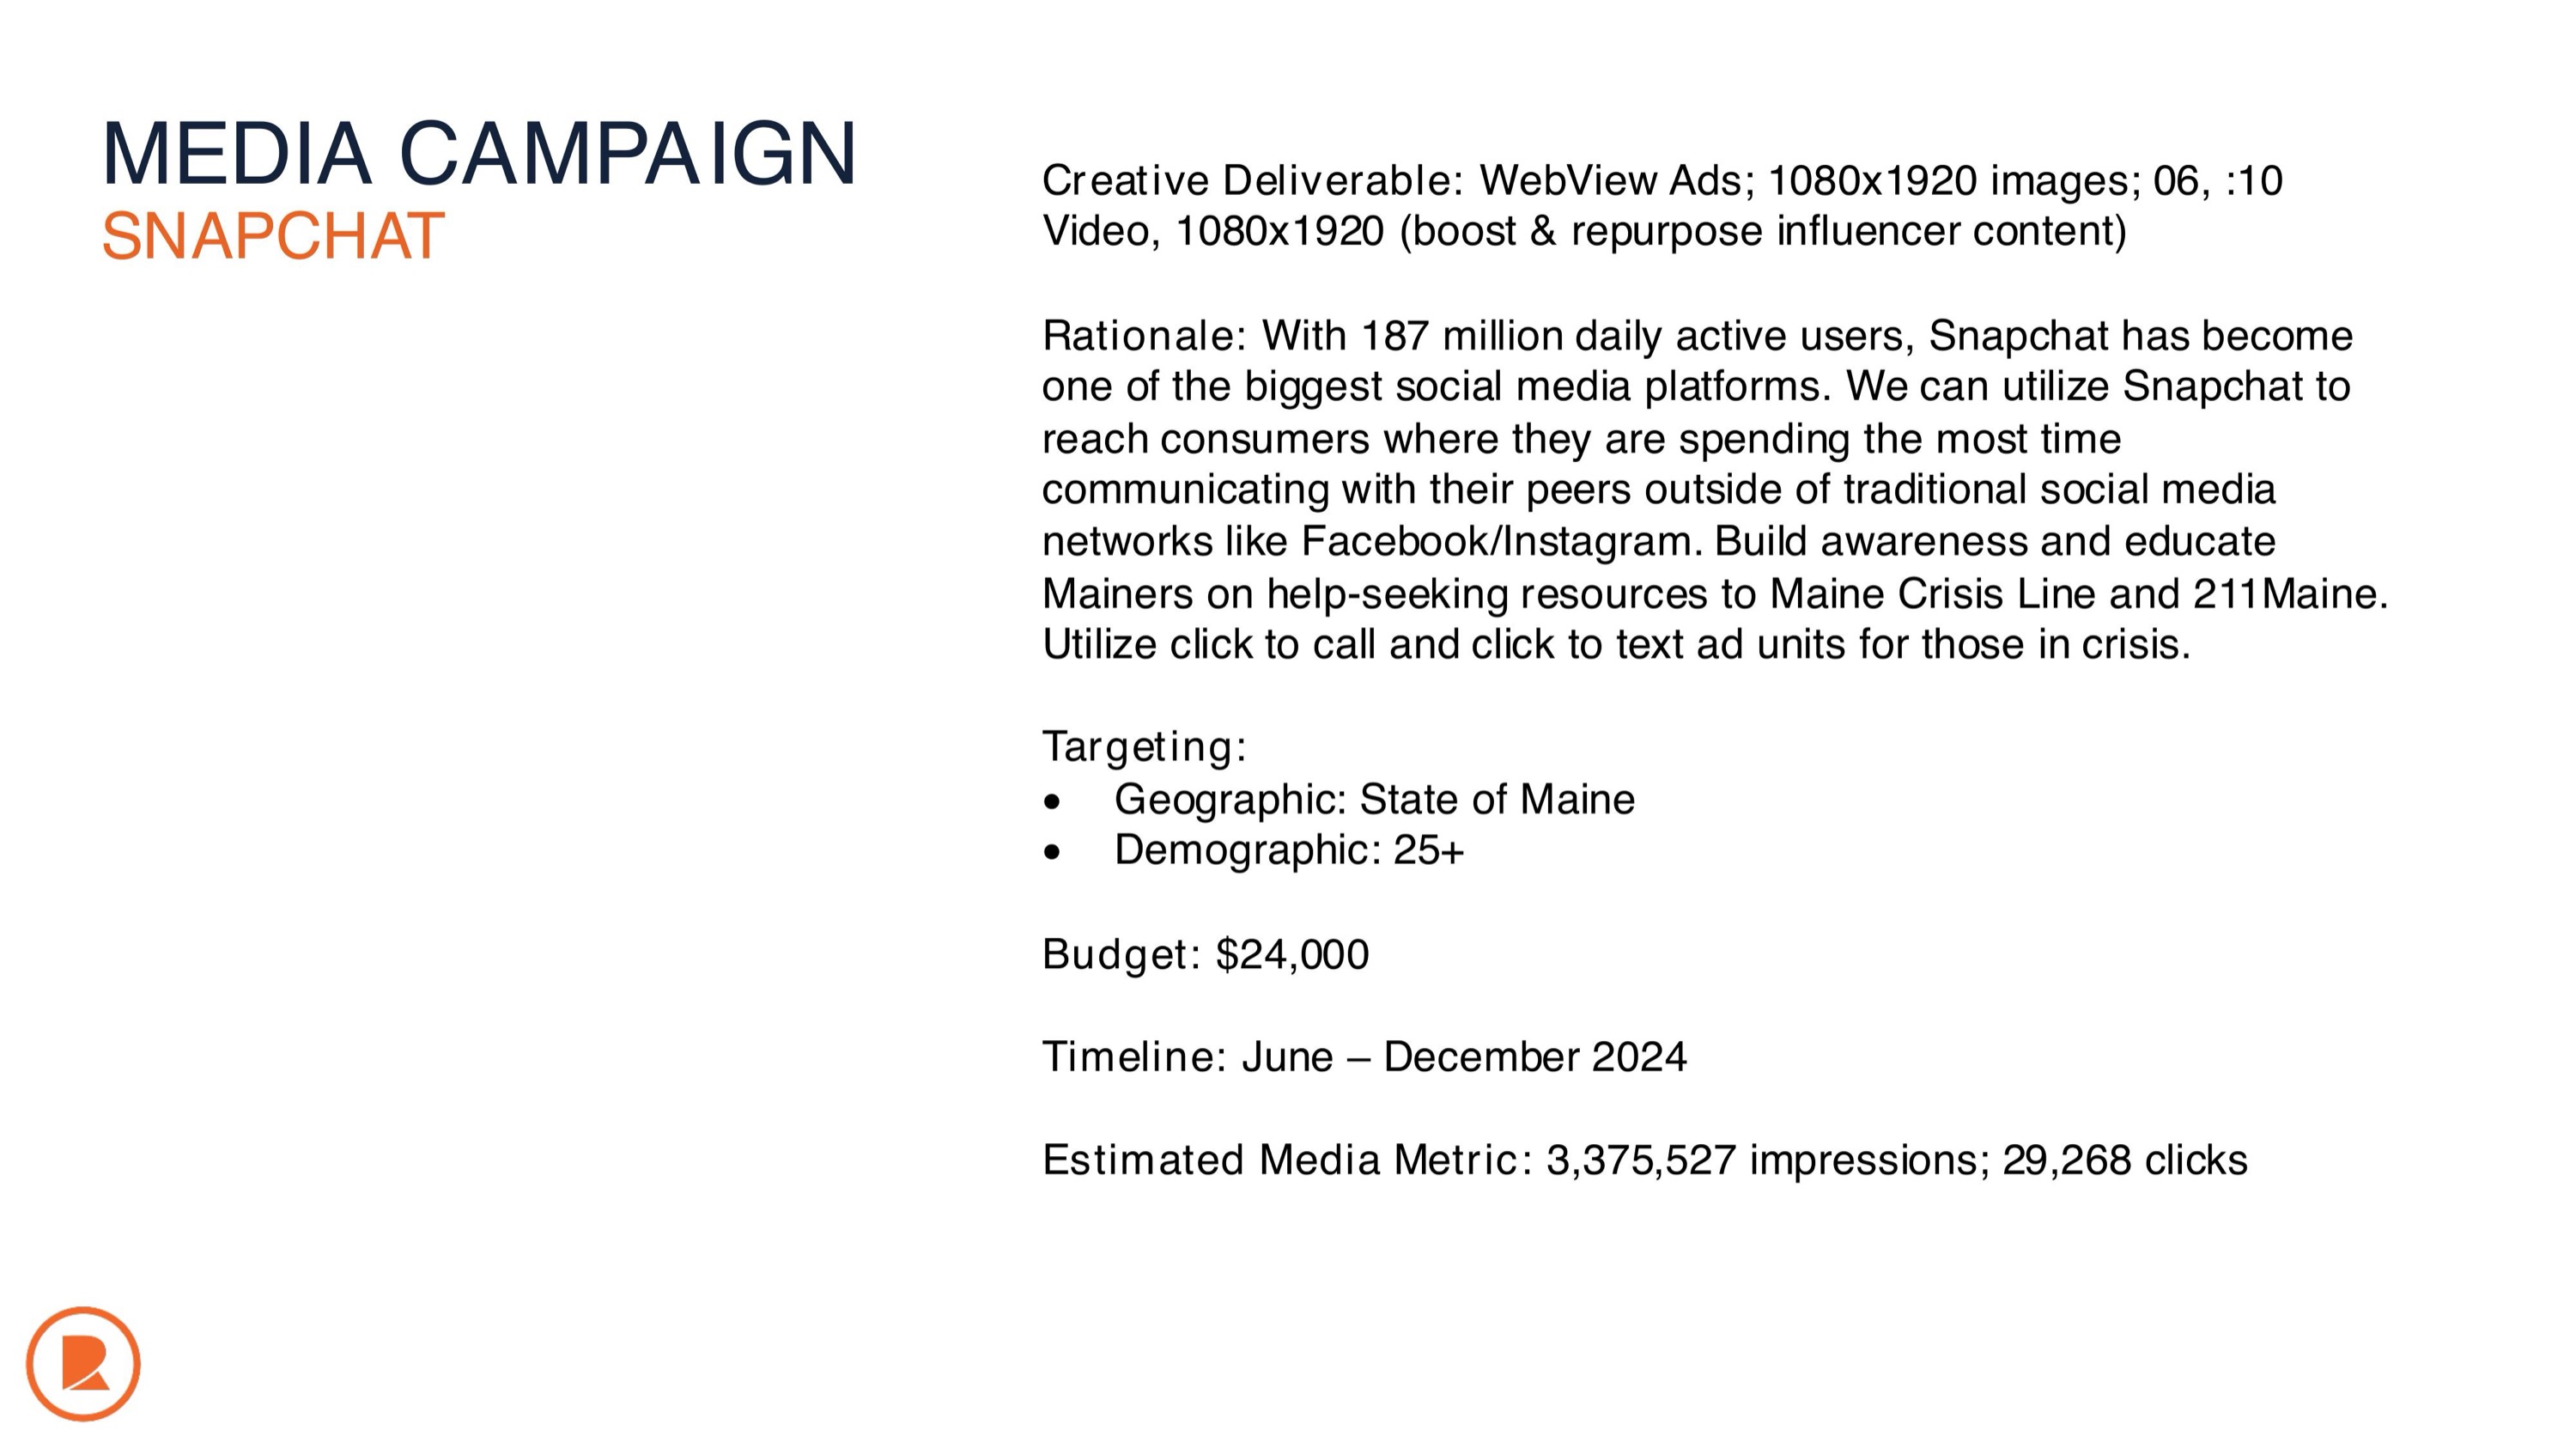 MEDIA CAMPAIGN
SNAPCHAT
Creative Deliverable: WebView Ads; 1080x1920 images; 06, :10
Video, 1080x1920 (boost & repurpose influencer content)
Rationale: With 187 million daily active users, Snapchat has become
one of the biggest social media platforms. We can utilize Snapchat to
reach consumers where they are spending the most time
communicating with their peers outside of traditional social media
networks like Facebook/Instagram. Build awareness and educate
Mainers on help-seeking resources to Maine Crisis Line and 211Maine.
Utilize click to call and click to text ad units for those in crisis.
Targeting:
• Geographic: State of Maine
• Demographic: 25+
Budget: $24,000
Timeline: June – December 2024
Estimated Media Metric: 3,375,527 impressions; 29,268 clicks
R